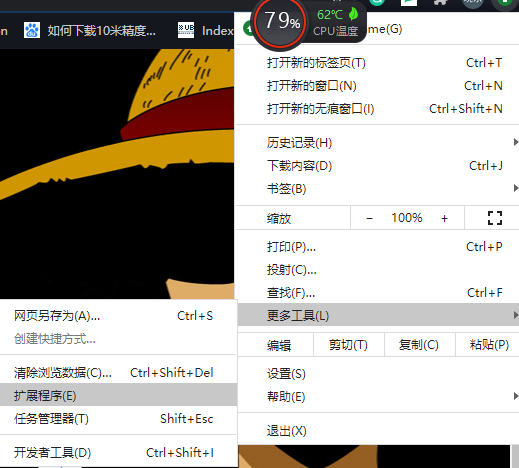 如何下载10米精度...
UB
Index
79%
62℃
CPU温度
ome(G)
打开新的标签页(T) Ctrl+T
打开新的窗口(N) Ctrl+N
打开新的无痕窗口(I) Ctrl+Shift+N
历史记录(H)
下载内容(D) Ctrl+J
书签(B)
缩放 − 100% +
打印(P)... Ctrl+P
投射(C)...
查找(F)... Ctrl+F
更多工具(L)
编辑 剪切(T) 复制(C) 粘贴(P)
设置(S)
帮助(E)
退出(X)
网页另存为(A)... Ctrl+S
创建快捷方式...
清除浏览数据(C)... Ctrl+Shift+Del
扩展程序(E)
任务管理器(T) Shift+Esc
开发者工具(D) Ctrl+Shift+I